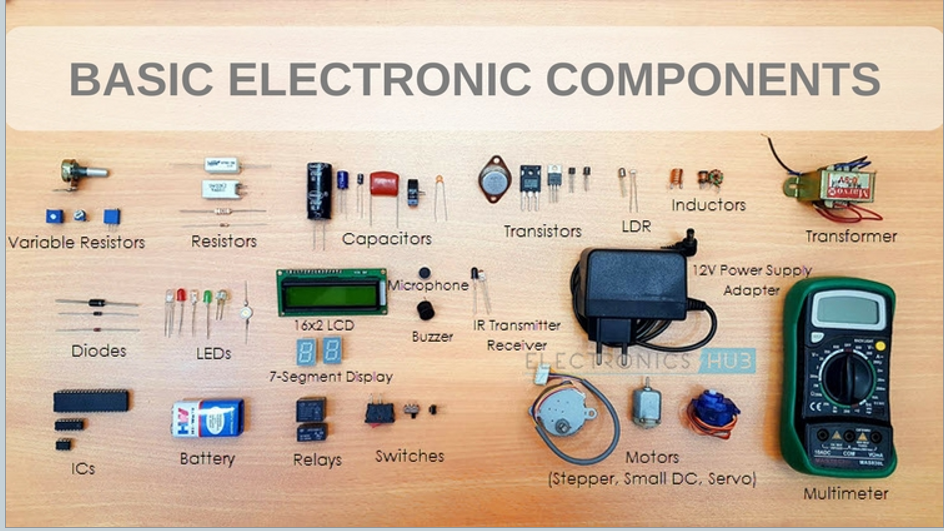 BASIC ELECTRONIC COMPONENTS
Variable Resistors
Resistors
Capacitors
Transistors
LDR
Inductors
Transformer
Diodes
LEDs
16x2 LCD
7-Segment Display
Microphone
Buzzer
IR Transmitter
Receiver
12V Power Supply
Adapter
ELECTRONICS HUB
ICs
Battery
Relays
Switches
Motors
(Stepper, Small DC, Servo)
Multimeter
HW
COM